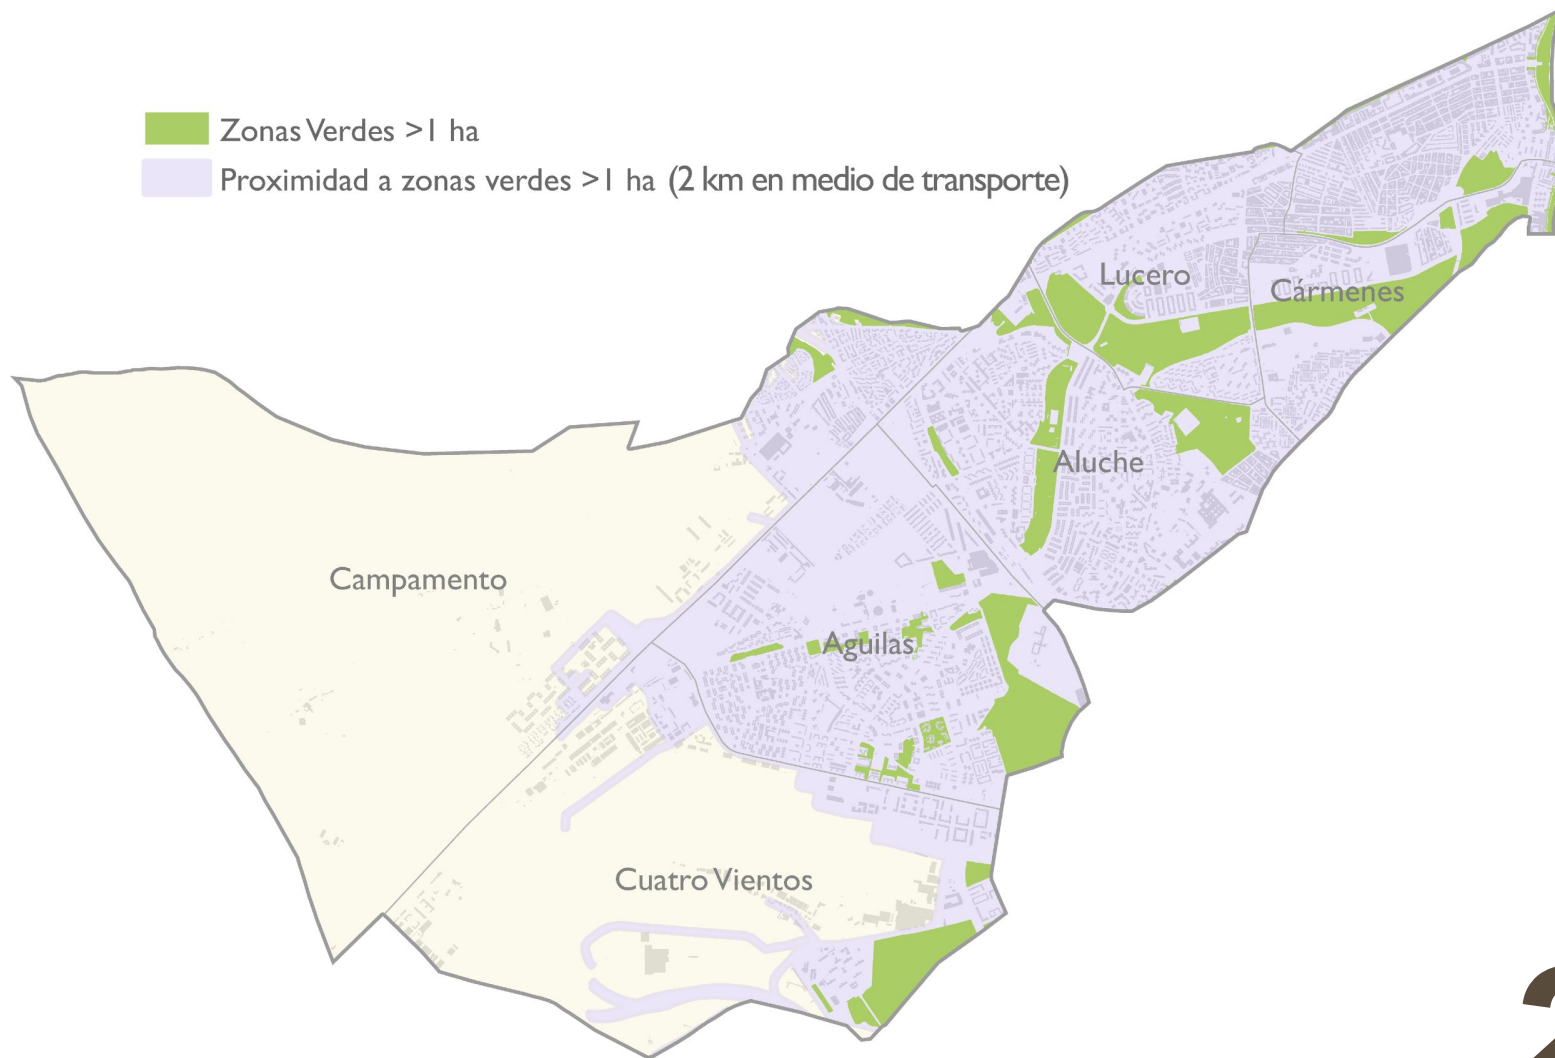 Zonas Verdes >1 ha
Proximidad a zonas verdes >1 ha (2 km en medio de transporte)
Lucero
Cármenes
Aluche
Campamento
Aguilas
Cuatro Vientos